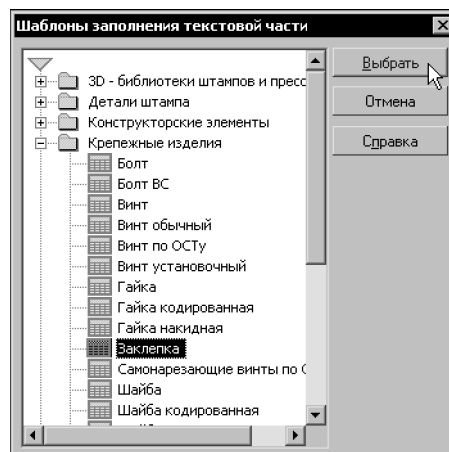 Шаблоны заполнения текстовой части
3D - библиотеки штампов и пресс
Детали штампа
Конструкторские элементы
Крепежные изделия
Болт
Болт ВС
Винт
Винт обычный
Винт по ОСТу
Винт установочный
Гайка
Гайка кодированная
Гайка накидная
Заклепка
Самонарезающие винты по
Шайба
Шайба кодированная
Выбрать
Отмена
Справка